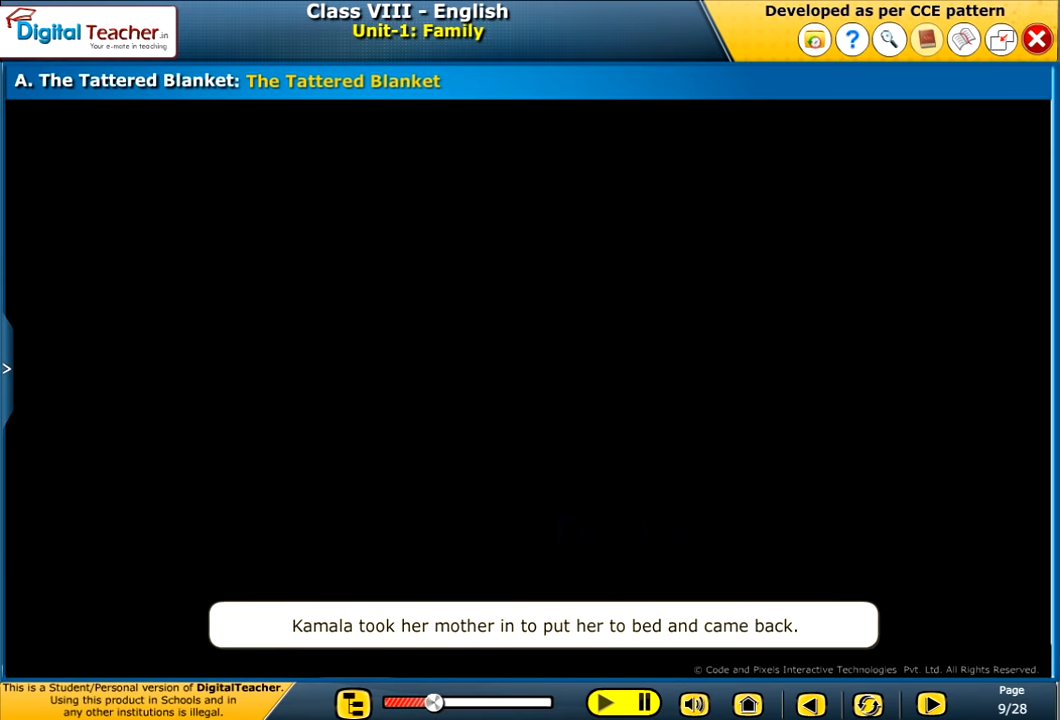 Digital Teacher.in
Your e-mate in teaching
Class VIII - English
Unit-1: Family
Developed as per CCE pattern
?
A. The Tattered Blanket: The Tattered Blanket
>
Kamala took her mother in to put her to bed and came back.
© Code and Pixels Interactive Technologies Pvt. Ltd. All Rights Reserved.
This is a Student/Personal version of DigitalTeacher.
Using this product in Schools and in
any other institutions is illegal.
Page
9/28